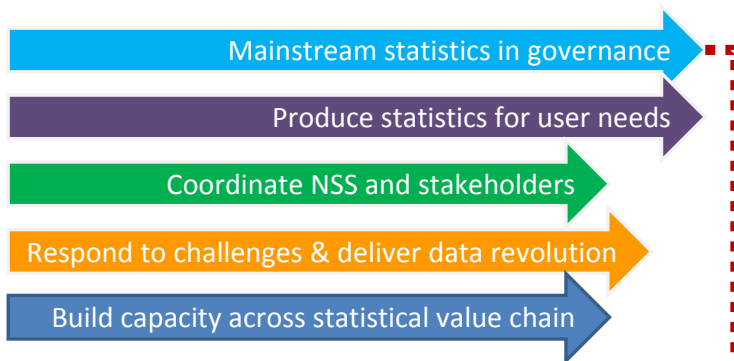 Mainstream statistics in governance
Produce statistics for user needs
Coordinate NSS and stakeholders
Respond to challenges & deliver data revolution
Build capacity across statistical value chain